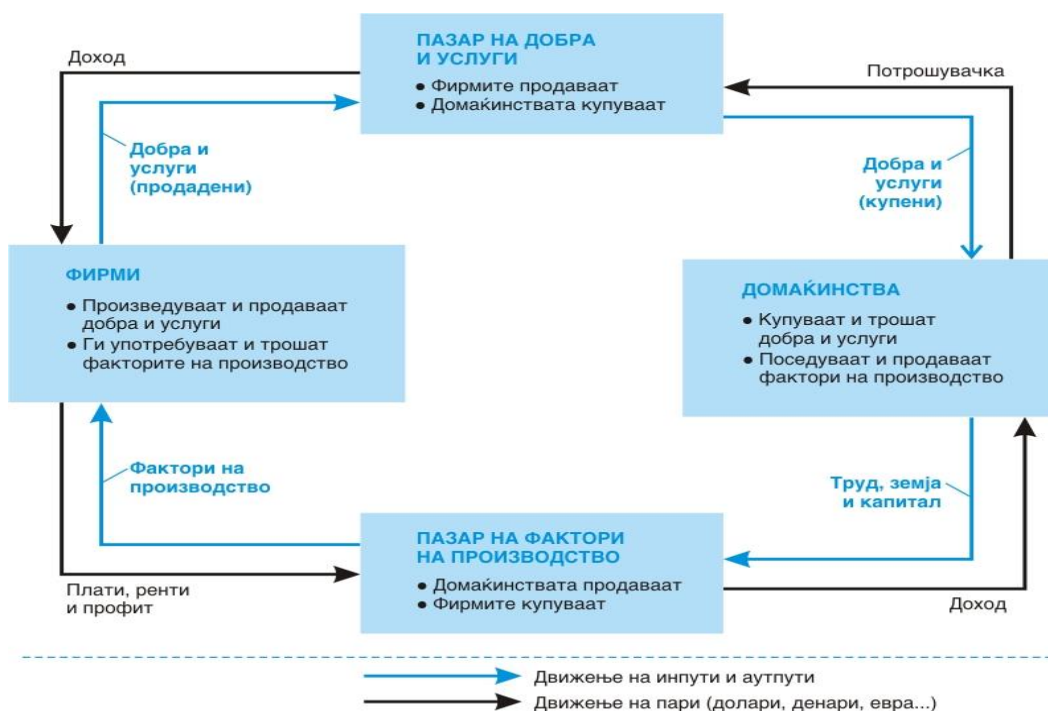 ПАЗАР НА ДОБРА
И УСЛУГИ
• Фирмите продаваат
• Домаќинствата купуваат
Доход
Потрошувачка
Добра и
услуги
(продадени)
Добра и
услуги
(купени)
ФИРМИ
• Произведуваат и продаваат
добра и услуги
• Ги употребуваат и трошат
факторите на производство
ДОМАЌИНСТВА
• Купуваат и трошат
добра и услуги
• Поседуваат и продаваат
фактори на производство
Фактори на
производство
Труд, земја
и капитал
ПАЗАР НА ФАКТОРИ
НА ПРОИЗВОДСТВО
• Домаќинствата продаваат
• Фирмите купуваат
Плати, ренти
и профит
Доход
Движење на инпути и аутпути
Движење на пари (долари, денари, евра...)